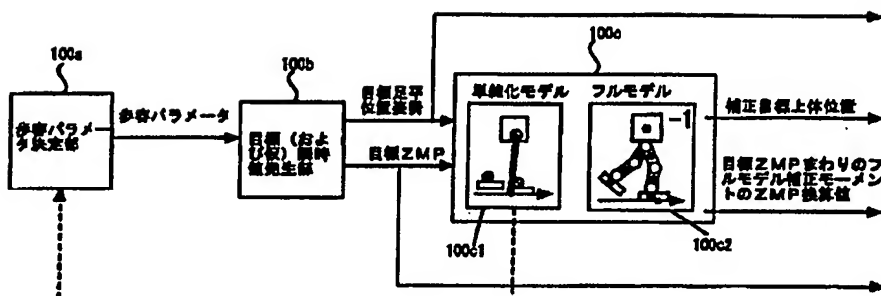 100a
歩容パラメー
タ決定部
歩容パラメータ
100b
目標（およ
び仮）瞬時
値発生部
目標足平
位置姿勢
目標ZMP
100c
単純化モデル
フルモデル
-1
100c1
100c2
補正目標上体位置
目標ZMPまわりのフ
ルモデル補正モーメン
トのZMP換算値